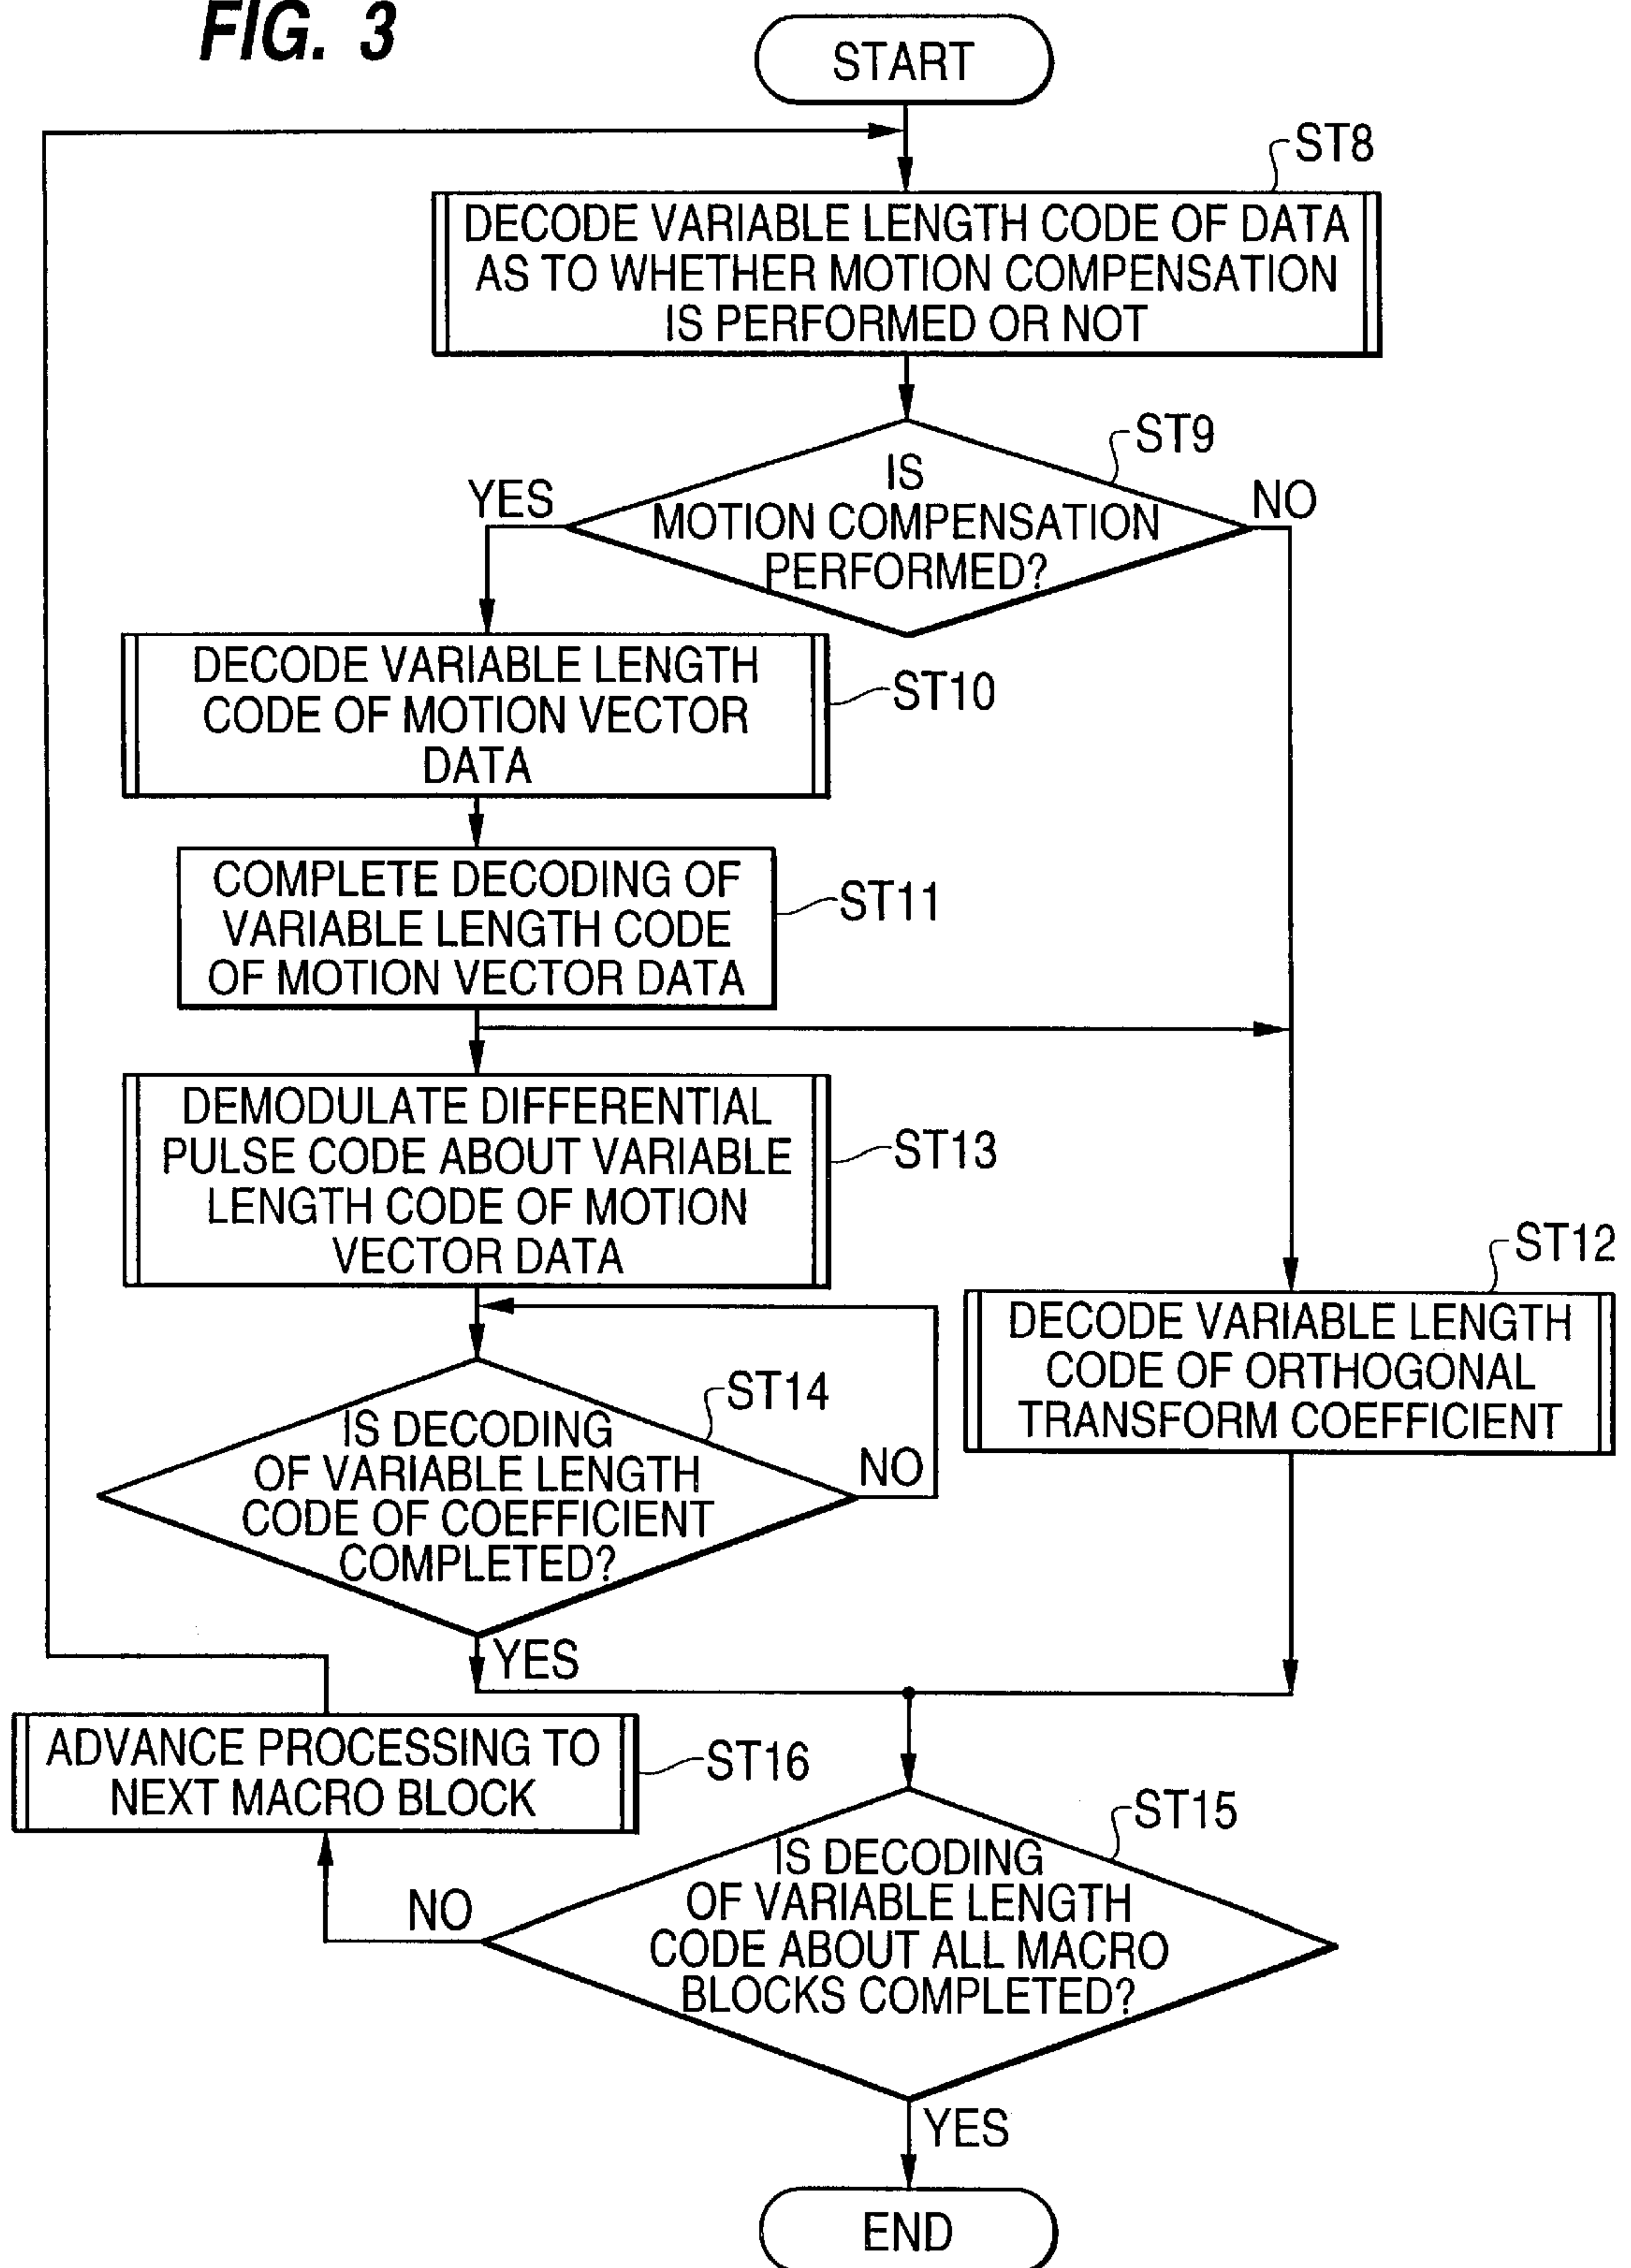 FIG. 3
START
ST8
DECODE VARIABLE LENGTH CODE OF DATA
AS TO WHETHER MOTION COMPENSATION
IS PERFORMED OR NOT
ST9
IS
MOTION COMPENSATION
PERFORMED?
YES
NO
DECODE VARIABLE LENGTH
CODE OF MOTION VECTOR
DATA
ST10
COMPLETE DECODING OF
VARIABLE LENGTH CODE
OF MOTION VECTOR DATA
ST11
DEMODULATE DIFFERENTIAL
PULSE CODE ABOUT VARIABLE
LENGTH CODE OF MOTION
VECTOR DATA
ST13
ST12
DECODE VARIABLE LENGTH
CODE OF ORTHOGONAL
TRANSFORM COEFFICIENT
ST14
IS DECODING
OF VARIABLE LENGTH
CODE OF COEFFICIENT
COMPLETED?
NO
YES
ADVANCE PROCESSING TO
NEXT MACRO BLOCK
ST16
ST15
IS DECODING
OF VARIABLE LENGTH
CODE ABOUT ALL MACRO
BLOCKS COMPLETED?
NO
YES
END